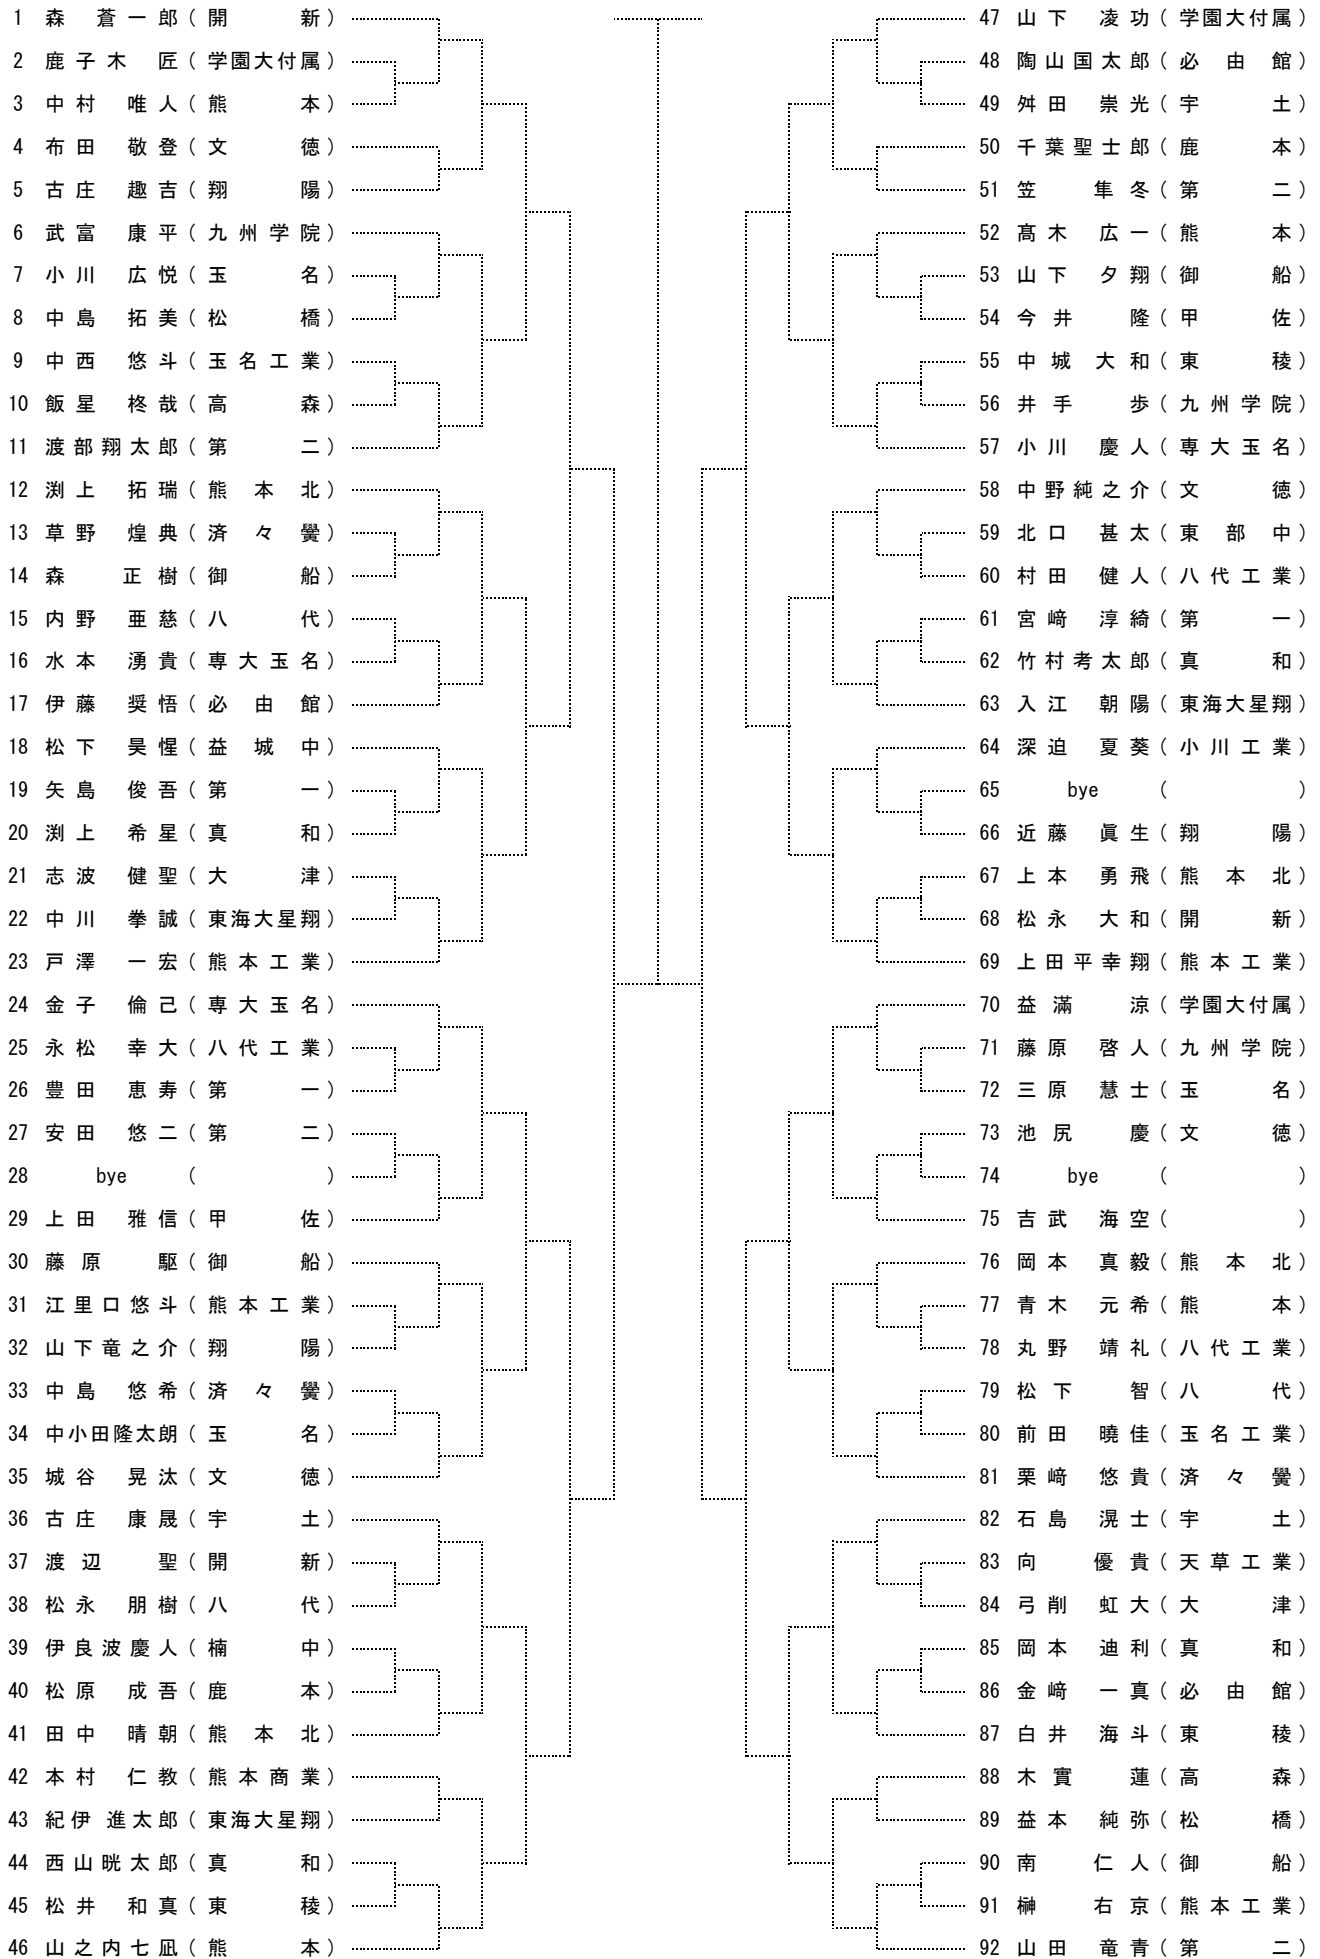 1 森 蒼一郎（開新）
2 鹿子木 匠（学園大付属）
3 中村 唯人（熊本）
4 布田 敬登（文徳）
5 古庄 趣吉（翔陽）
6 武富 康平（九州学院）
7 小川 広悦（玉名）
8 中島 拓美（松橋）
9 中西 悠斗（玉名工業）
10 飯星 柊哉（高森）
11 渡部翔太郎（第二）
12 渕上 拓瑞（熊本北）
13 草野 煌典（済々黌）
14 森 正樹（御船）
15 内野 亜慈（八代）
16 水本 湧貴（専大玉名）
17 伊藤 奨悟（必由館）
18 松下 昊惺（益城中）
19 矢島 俊吾（第一）
20 渕上 希星（真和）
21 志波 健聖（大津）
22 中川 拳誠（東海大星翔）
23 戸澤 一宏（熊本工業）
24 金子 倫己（専大玉名）
25 永松 幸大（八代工業）
26 豊田 恵寿（第一）
27 安田 悠二（第二）
28 bye （ ）
29 上田 雅信（甲佐）
30 藤原 駆（御船）
31 江里口悠斗（熊本工業）
32 山下竜之介（翔陽）
33 中島 悠希（済々黌）
34 中小田隆太朗（玉名）
35 城谷 晃汰（文徳）
36 古庄 康晟（宇土）
37 渡辺 聖（開新）
38 松永 朋樹（八代）
39 伊良波慶人（楠中）
40 松原 成吾（鹿本）
41 田中 晴朝（熊本北）
42 本村 仁教（熊本商業）
43 紀伊 進太郎（東海大星翔）
44 西山晄太郎（真和）
45 松井 和真（東稜）
46 山之内七凪（熊本）
47 山下 凌功（学園大付属）
48 陶山国太郎（必由館）
49 舛田 崇光（宇土）
50 千葉聖士郎（鹿本）
51 笠 隼冬（第二）
52 髙木 広一（熊本）
53 山下 夕翔（御船）
54 今井 隆（甲佐）
55 中城 大和（東稜）
56 井手 歩（九州学院）
57 小川 慶人（専大玉名）
58 中野純之介（文徳）
59 北口 甚太（東部中）
60 村田 健人（八代工業）
61 宮﨑 淳綺（第一）
62 竹村考太郎（真和）
63 入江 朝陽（東海大星翔）
64 深迫 夏葵（小川工業）
65 bye （ ）
66 近藤 眞生（翔陽）
67 上本 勇飛（熊本北）
68 松永 大和（開新）
69 上田平幸翔（熊本工業）
70 益滿 涼（学園大付属）
71 藤原 啓人（九州学院）
72 三原 慧士（玉名）
73 池尻 慶（文徳）
74 bye （ ）
75 吉武 海空（ ）
76 岡本 真毅（熊本北）
77 青木 元希（熊本）
78 丸野 靖礼（八代工業）
79 松下 智（八代）
80 前田 曉佳（玉名工業）
81 栗﨑 悠貴（済々黌）
82 石島 滉士（宇土）
83 向 優貴（天草工業）
84 弓削 虹大（大津）
85 岡本 迪利（真和）
86 金﨑 一真（必由館）
87 白井 海斗（東稜）
88 木實 蓮（高森）
89 益本 純弥（松橋）
90 南 仁人（御船）
91 榊 右京（熊本工業）
92 山田 竜青（第二）